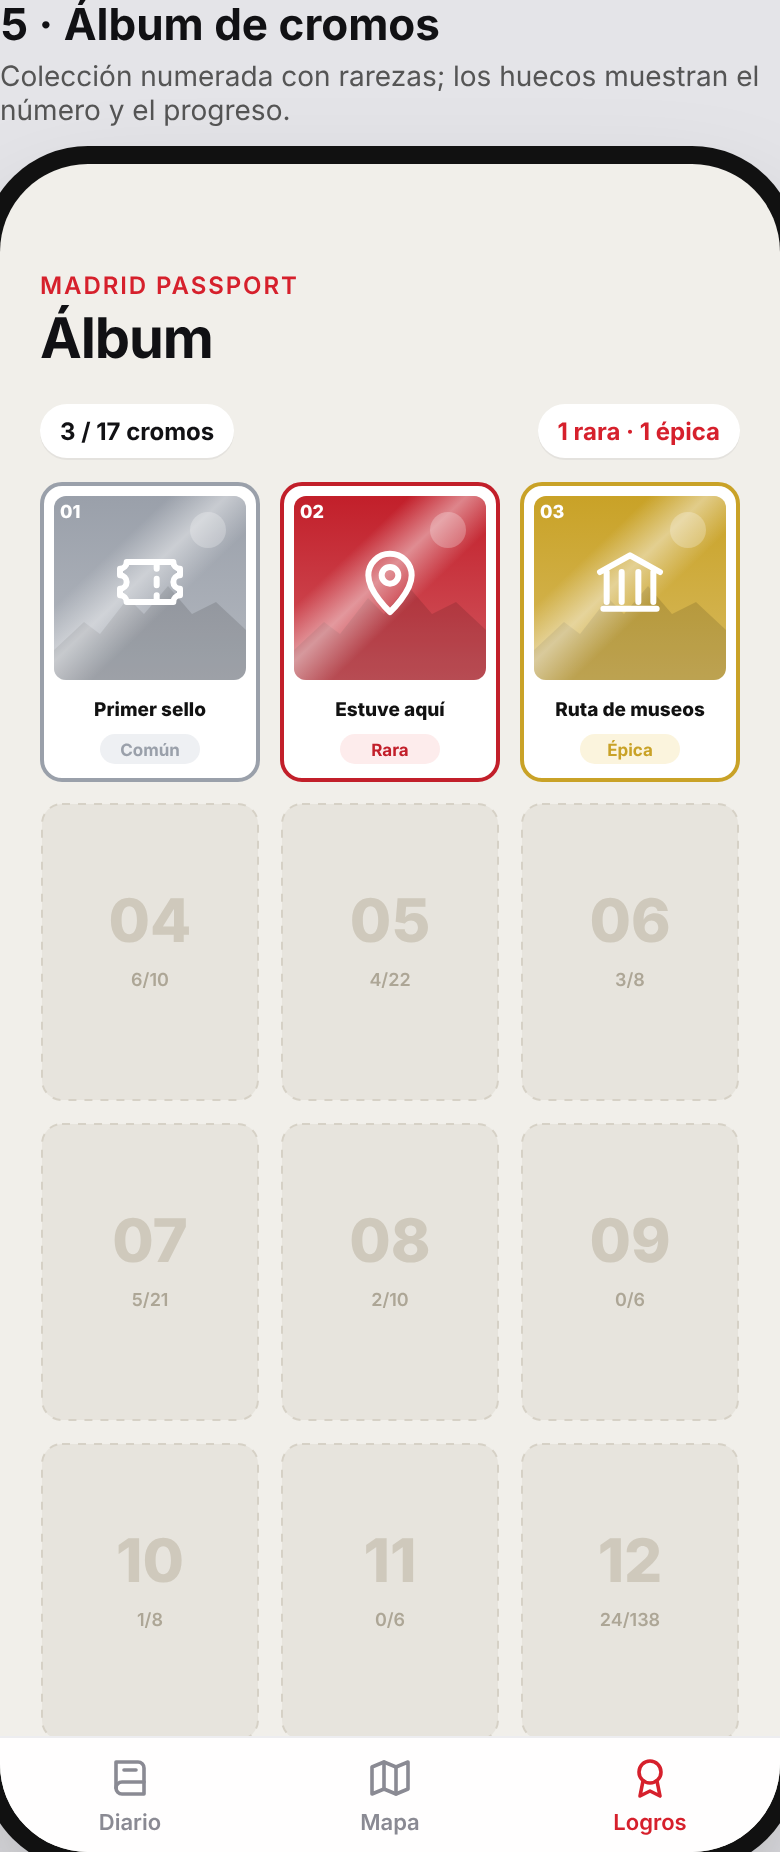 5 · Álbum de cromos
Colección numerada con rarezas; los huecos muestran el
número y el progreso.
MADRID PASSPORT
Álbum
3 / 17 cromos
1 rara · 1 épica
01
02
03
Primer sello
Estuve aquí
Ruta de museos
Común
Rara
Épica
04
05
06
6/10
4/22
3/8
07
08
09
5/21
2/10
0/6
10
11
12
1/8
0/6
24/138
Diario
Mapa
Logros